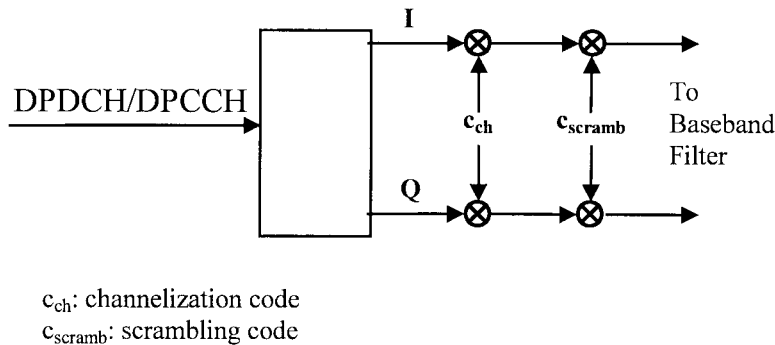 I
DPDCH/DPCCH
c_ch
c_scramb
To
Baseband
Filter
Q
c_ch: channelization code
c_scramb: scrambling code